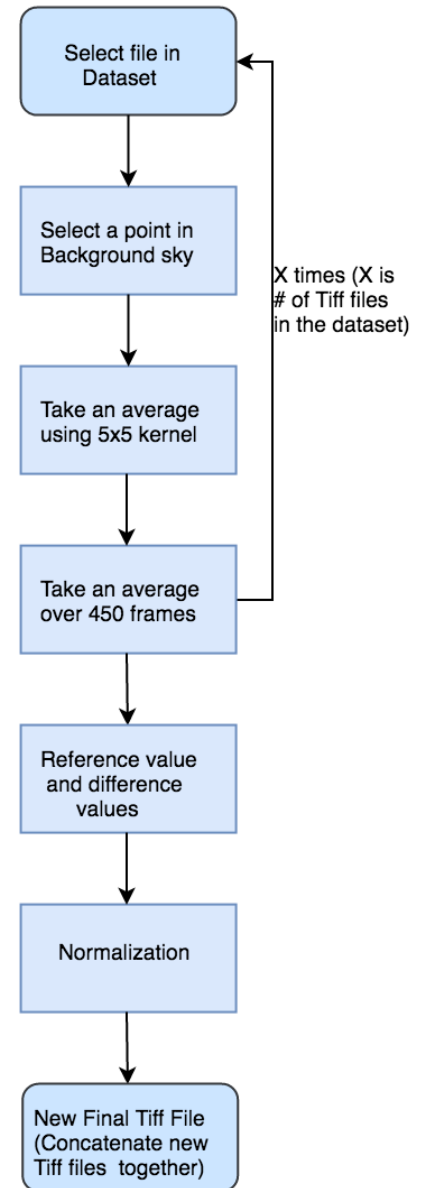 Select file in
Dataset
Select a point in
Background sky
X times (X is
# of Tiff files
in the dataset)
Take an average
using 5x5 kernel
Take an average
over 450 frames
Reference value
and difference
values
Normalization
New Final Tiff File
(Concatenate new
Tiff files together)